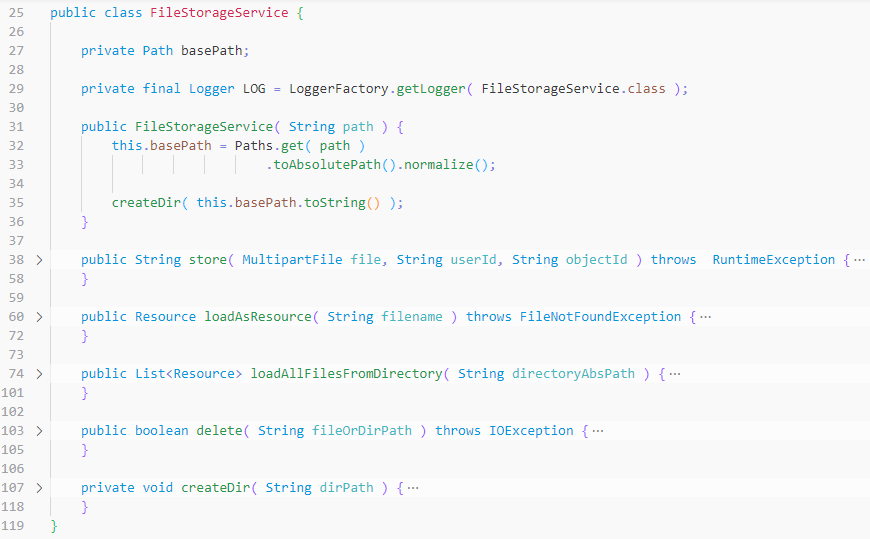 25 public class FileStorageService {
26
27 private Path basePath;
28
29 private final Logger LOG = LoggerFactory.getLogger( FileStorageService.class );
30
31 public FileStorageService( String path ) {
32 this.basePath = Paths.get( path )
33 .toAbsolutePath().normalize();
34
35 createDir( this.basePath.toString() );
36 }
37
38 > public String store( MultipartFile file, String userId, String objectId ) throws  RuntimeException {···
58 }
59
60 > public Resource loadAsResource( String filename ) throws FileNotFoundException {···
72 }
73
74 > public List<Resource> loadAllFilesFromDirectory( String directoryAbsPath ) {···
101 }
102
103 > public boolean delete( String fileOrDirPath ) throws IOException {···
105 }
106
107 > private void createDir( String dirPath ) {···
118 }
119 }